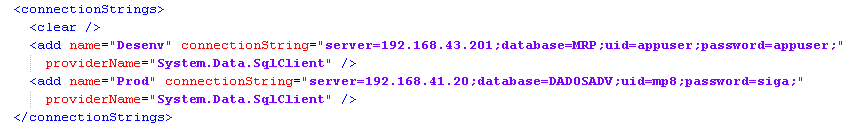 <connectionStrings>
<clear />
<add name="Desenv" connectionString="server=192.168.43.201;database=MRP;uid=appuser;password=appuser;"
providerName="System.Data.SqlClient" />
<add name="Prod" connectionString="server=192.168.41.20;database=DADOSADV;uid=mp8;password=siga;"
providerName="System.Data.SqlClient" />
</connectionStrings>